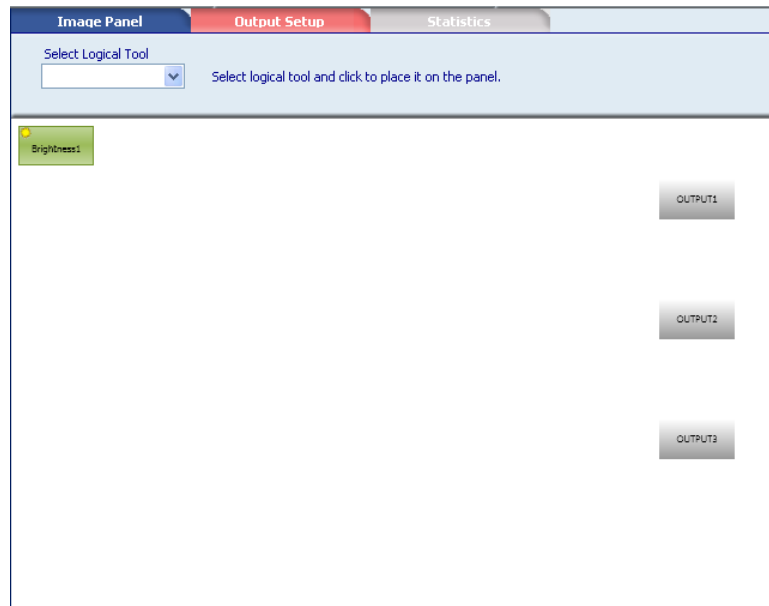 Image Panel Output Setup Statistics
Select Logical Tool
Select logical tool and click to place it on the panel.
Brightness1
OUTPUT1
OUTPUT2
OUTPUT3